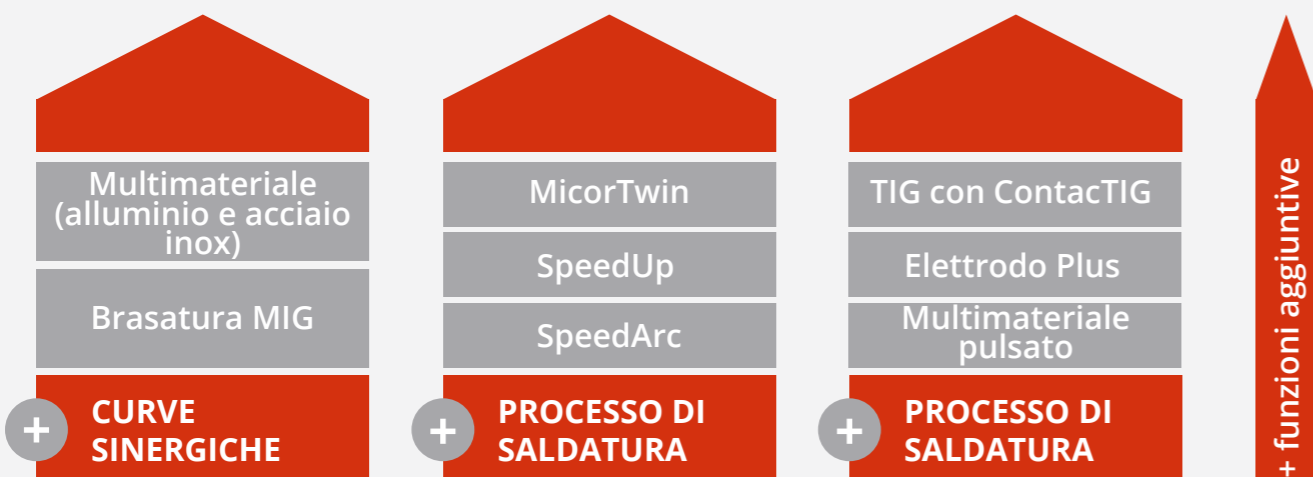 Multimateriale
(alluminio e acciaio
inox)
Brasatura MIG
+ CURVE
SINERGICHE
MicorTwin
SpeedUp
SpeedArc
+ PROCESSO DI
SALDATURA
TIG con ContacTIG
Elettrodo Plus
Multimateriale
pulsato
+ PROCESSO DI
SALDATURA
+ funzioni aggiuntive